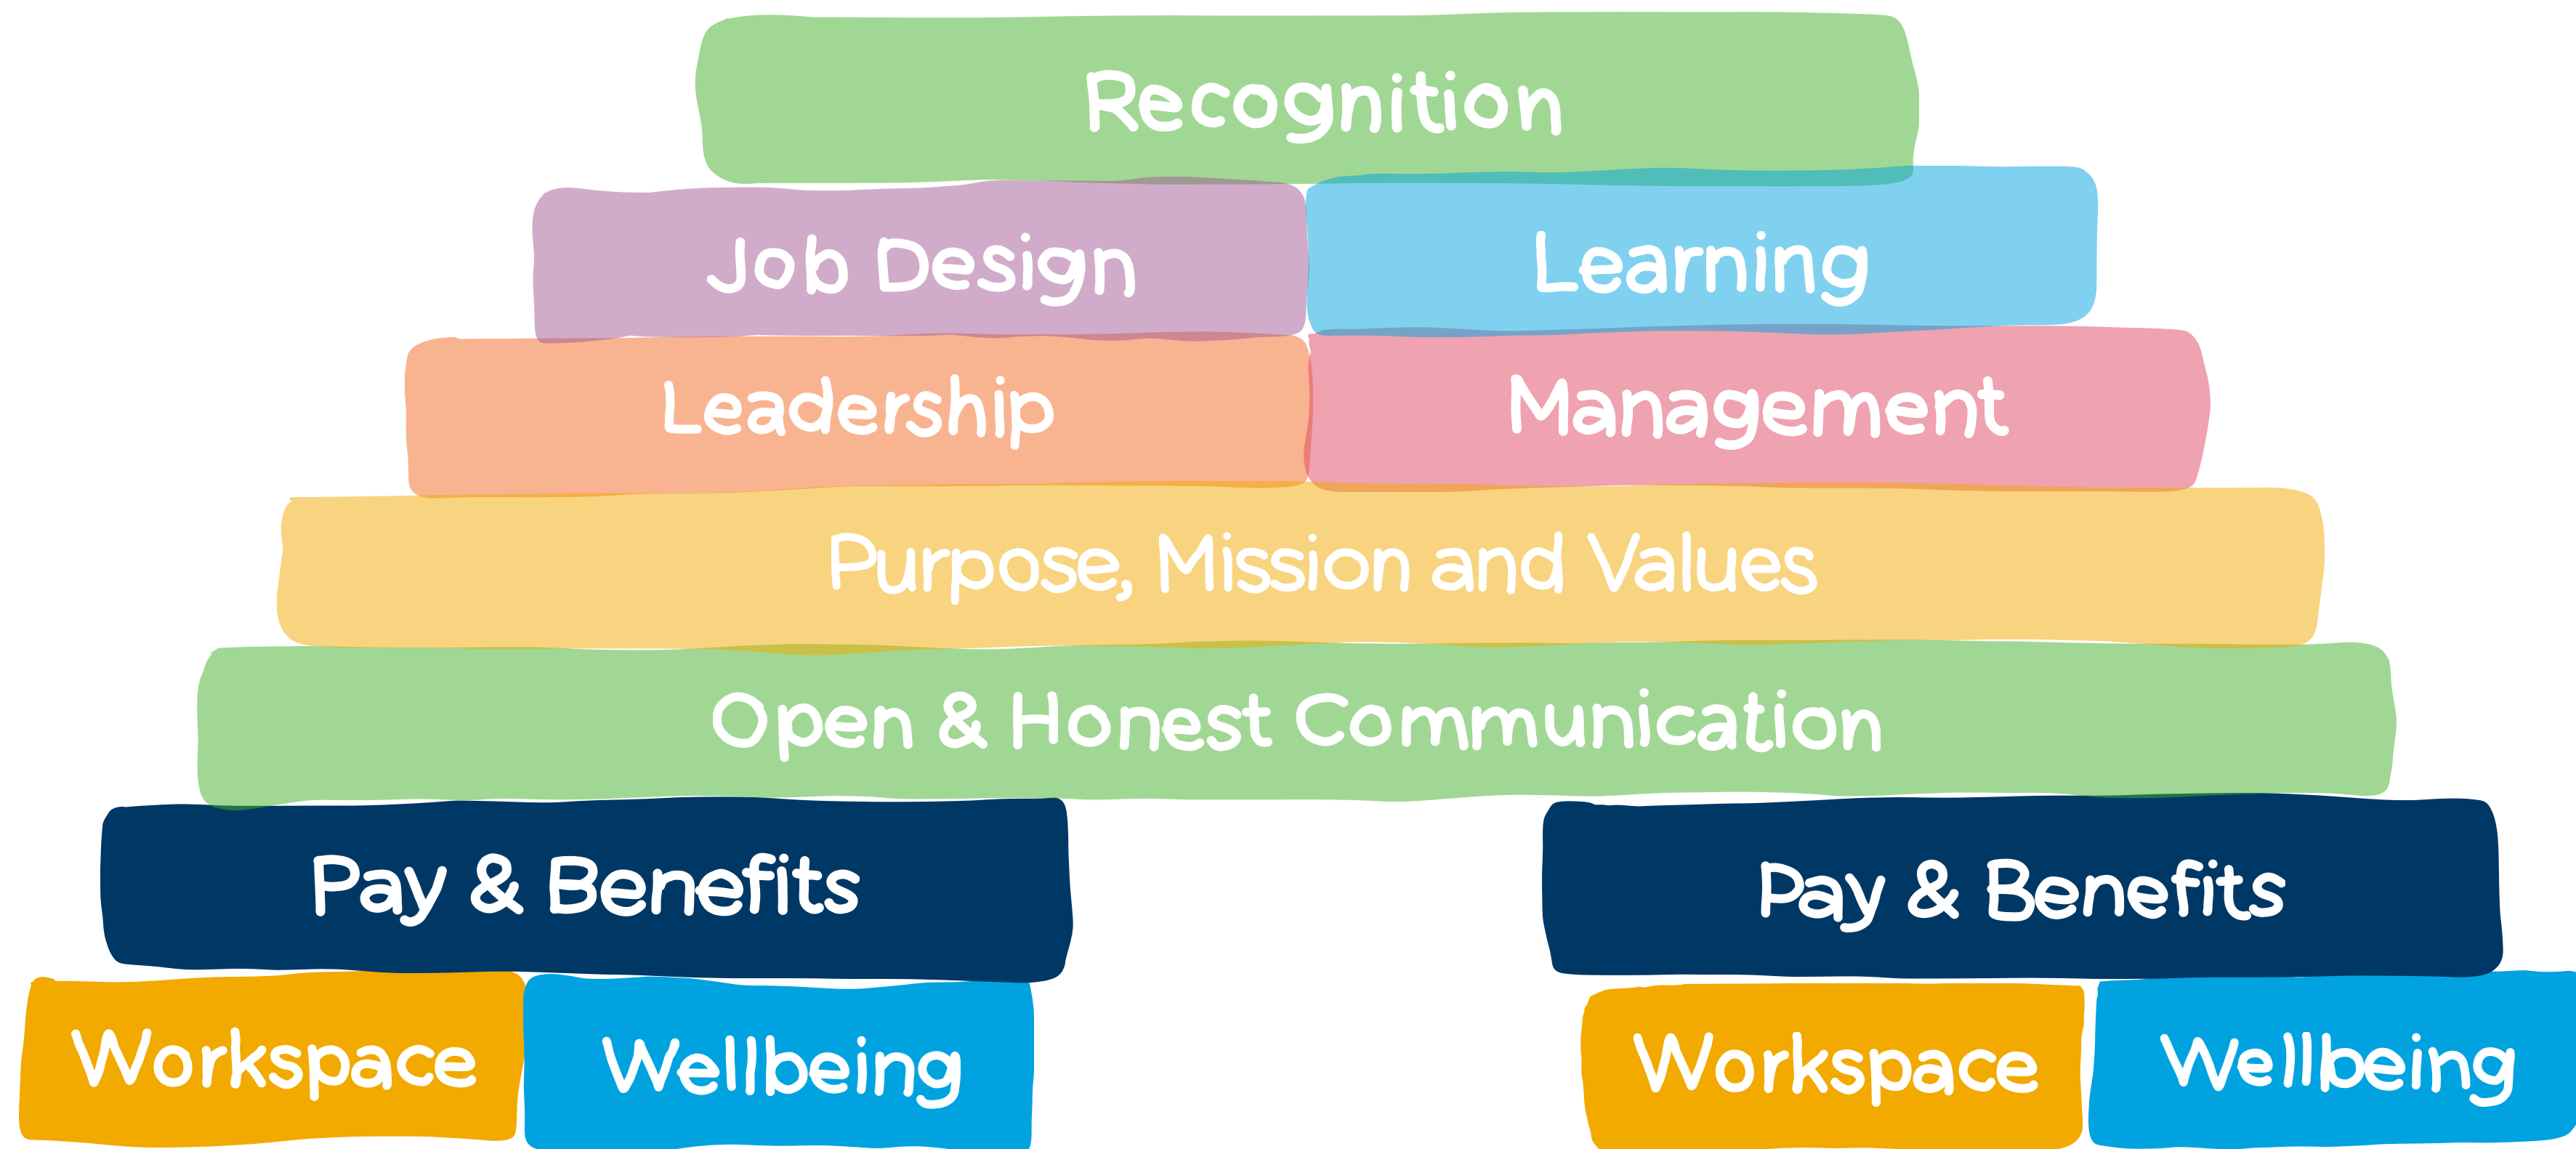 Recognition
Job Design
Learning
Leadership
Management
Purpose, Mission and Values
Open & Honest Communication
Pay & Benefits
Pay & Benefits
Workspace
Wellbeing
Workspace
Wellbeing